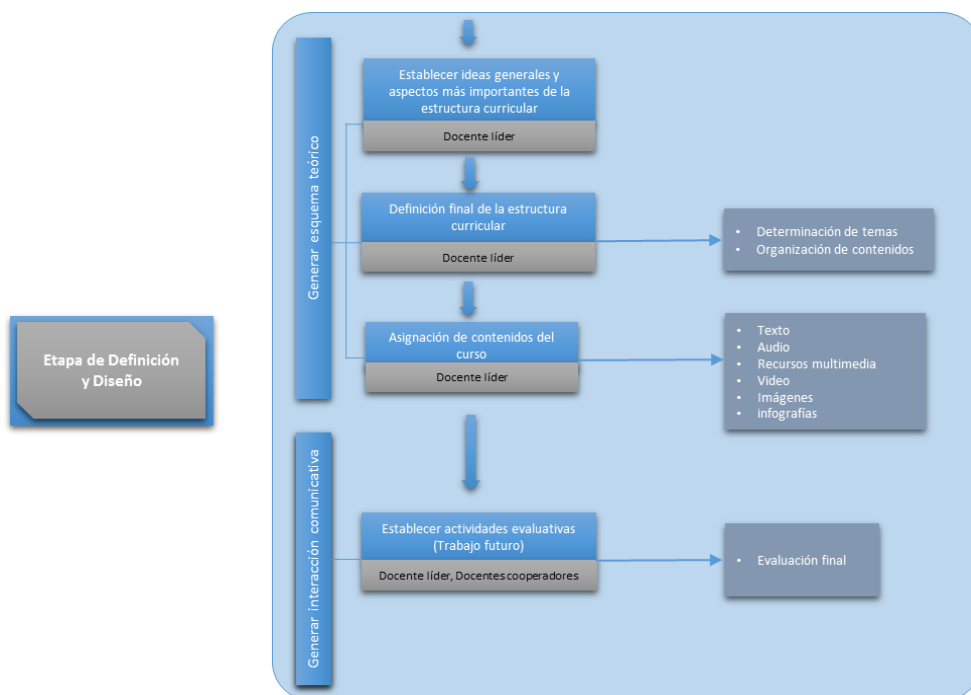 Etapa de Definición
y Diseño
Generar esquema teórico
Establecer ideas generales y
aspectos más importantes de la
estructura curricular
Docente líder
Definición final de la estructura
curricular
Docente líder
• Determinación de temas
• Organización de contenidos
Asignación de contenidos del
curso
Docente líder
• Texto
• Audio
• Recursos multimedia
• Video
• Imágenes
• infografías
Generar interacción comunicativa
Establecer actividades evaluativas
(Trabajo futuro)
Docente líder, Docentes cooperadores
• Evaluación final